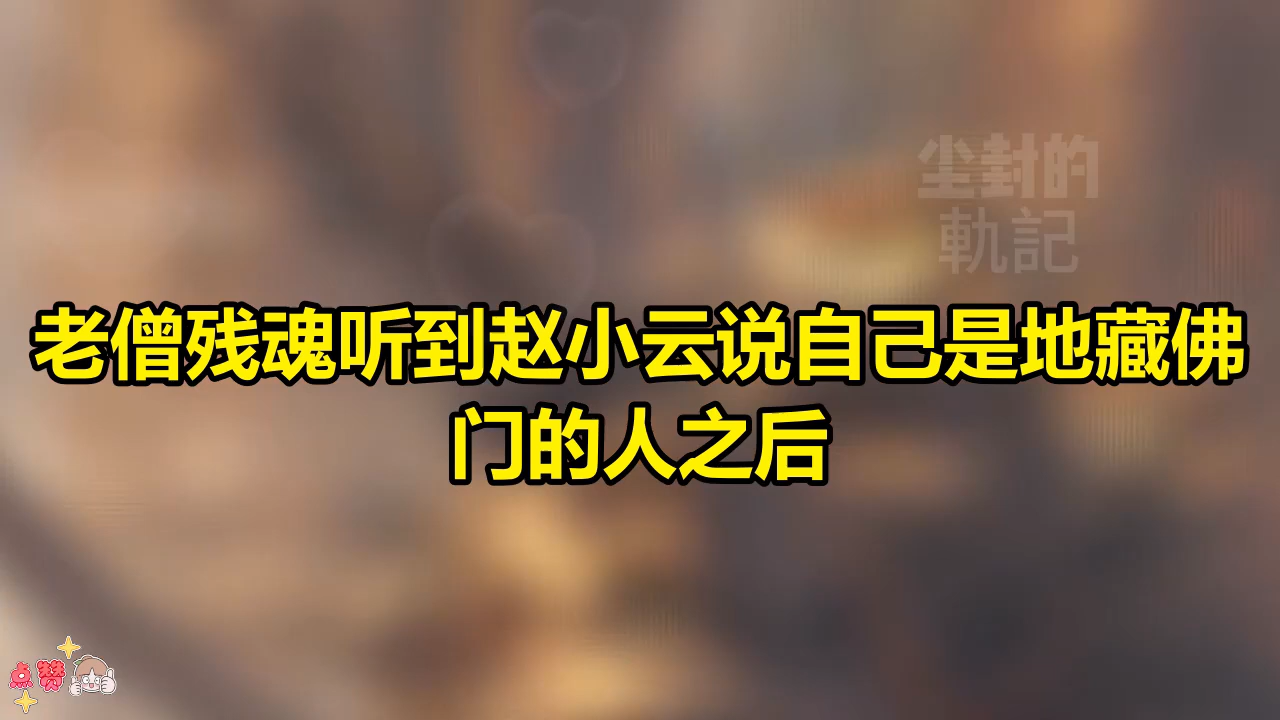 尘封的
軌記
老僧残魂听到赵小云说自己是地藏佛
门的人之后
点赞